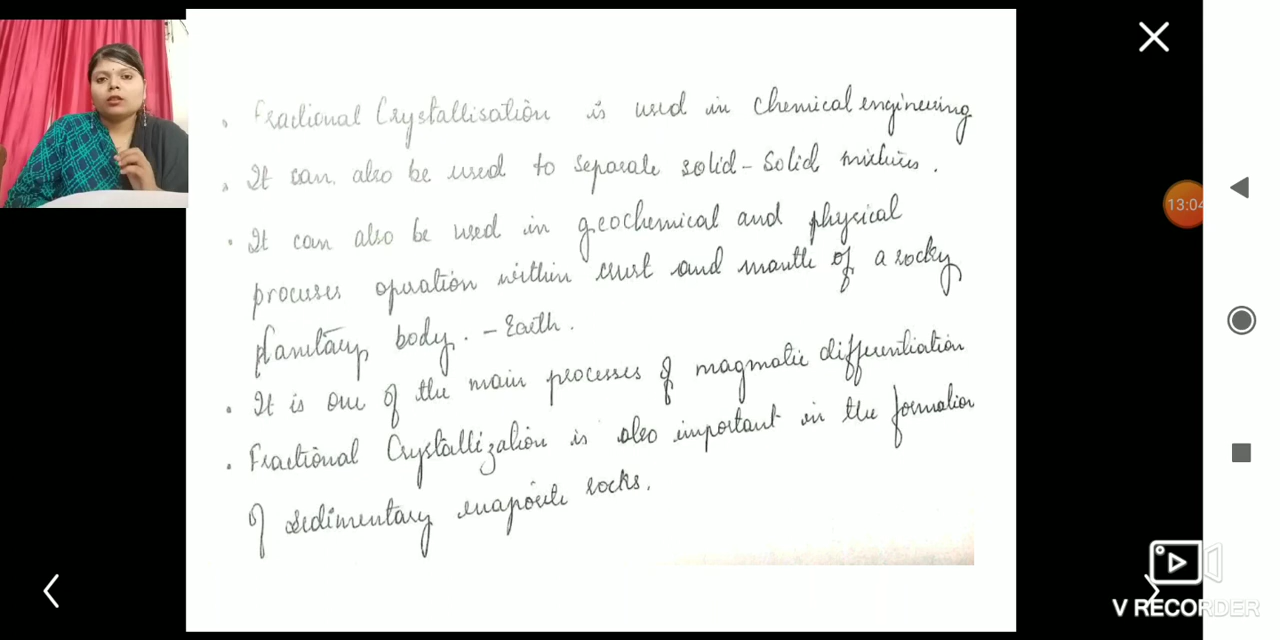 • Fractional Crystallisation is used in chemical engineering
• It can also be used to separate solid - solid mixtures.
• It can also be used in geochemical and physical
processes operation within crust and mantle of a rocky
planitary body. - Earth.
• It is one of the main processes of magmatic differentiation
• Fractional Crystallization is also important in the formation
of sedimentary evaporite rocks.
13:04
V RECORDER